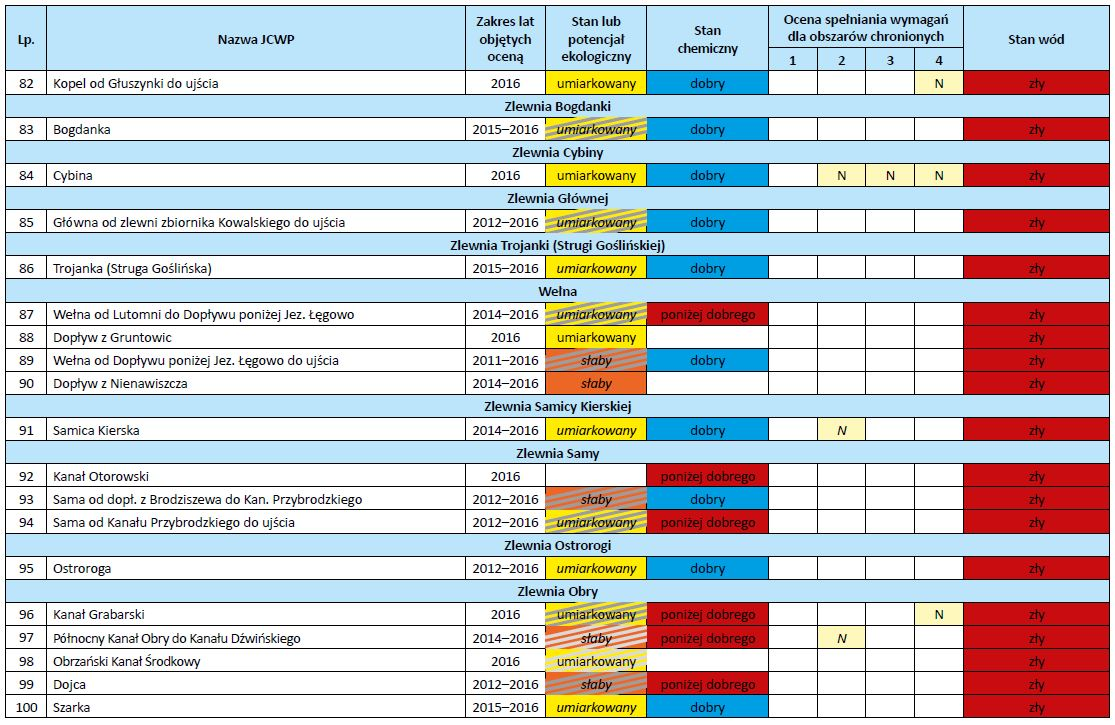 Lp. Nazwa JCWP Zakres lat objętych oceną Stan lub potencjał ekologiczny Stan chemiczny Ocena spełniania wymagań dla obszarów chronionych Stan wód
1 2 3 4
82 Kopel od Głuszynki do ujścia 2016 umiarkowany dobry N zły
Zlewnia Bogdanki
83 Bogdanka 2015–2016 umiarkowany dobry zły
Zlewnia Cybiny
84 Cybina 2016 umiarkowany dobry N N N zły
Zlewnia Głównej
85 Główna od zlewni zbiornika Kowalskiego do ujścia 2012–2016 umiarkowany dobry zły
Zlewnia Trojanki (Strugi Goślińskiej)
86 Trojanka (Struga Goślińska) 2015–2016 umiarkowany dobry zły
Wełna
87 Wełna od Lutomni do Dopływu poniżej Jez. Łęgowo 2014–2016 umiarkowany poniżej dobrego zły
88 Dopływ z Gruntowic 2016 umiarkowany zły
89 Wełna od Dopływu poniżej Jez. Łęgowo do ujścia 2011–2016 słaby dobry zły
90 Dopływ z Nienawiszcza 2014–2016 słaby zły
Zlewnia Samicy Kierskiej
91 Samica Kierska 2014–2016 umiarkowany dobry N zły
Zlewnia Samy
92 Kanał Otorowski 2016 poniżej dobrego zły
93 Sama od dopł. z Brodziszewa do Kan. Przybrodzkiego 2012–2016 słaby dobry zły
94 Sama od Kanału Przybrodzkiego do ujścia 2012–2016 umiarkowany poniżej dobrego zły
Zlewnia Ostrorogi
95 Ostroroga 2012–2016 umiarkowany dobry zły
Zlewnia Obry
96 Kanał Grabarski 2016 umiarkowany poniżej dobrego N zły
97 Północny Kanał Obry do Kanału Dźwińskiego 2014–2016 słaby poniżej dobrego N zły
98 Obrzański Kanał Środkowy 2016 umiarkowany zły
99 Dojca 2012–2016 słaby poniżej dobrego zły
100 Szarka 2015–2016 umiarkowany dobry zły